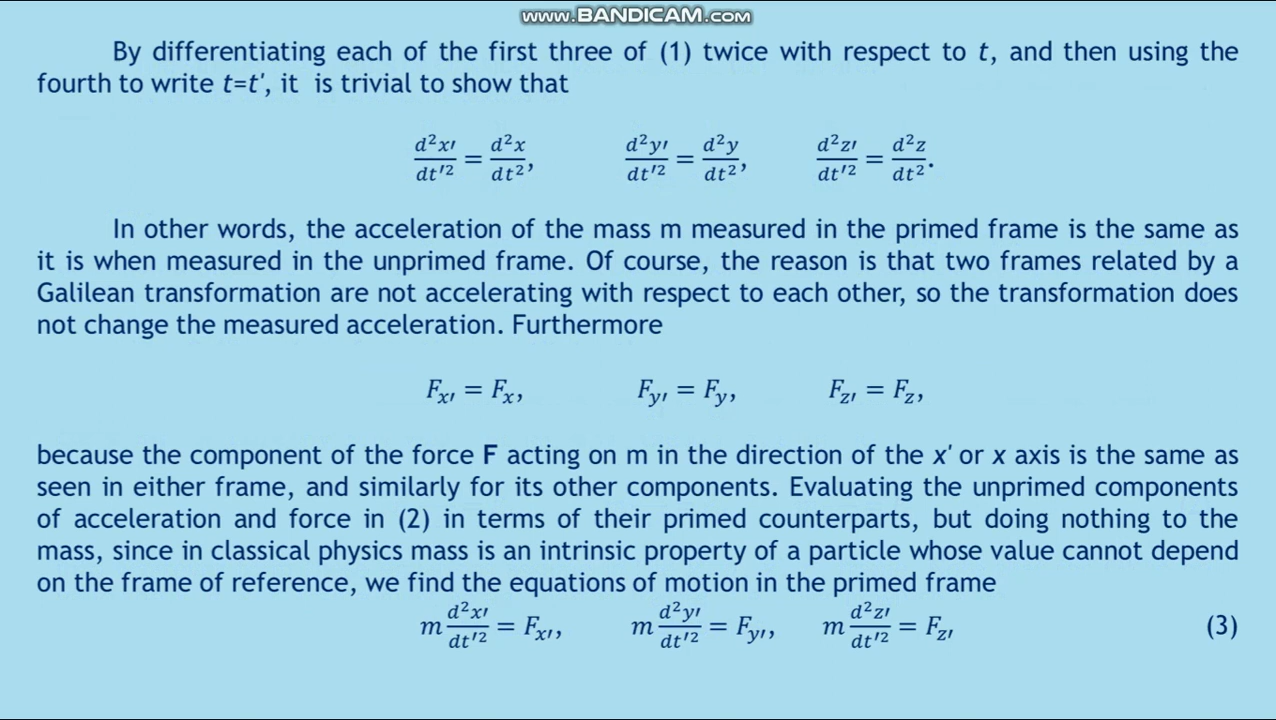 www.BANDICAM.com
By differentiating each of the first three of (1) twice with respect to t, and then using the
fourth to write t=t', it is trivial to show that
d²x′/dt′² = d²x/dt², d²y′/dt′² = d²y/dt², d²z′/dt′² = d²z/dt².
In other words, the acceleration of the mass m measured in the primed frame is the same as
it is when measured in the unprimed frame. Of course, the reason is that two frames related by a
Galilean transformation are not accelerating with respect to each other, so the transformation does
not change the measured acceleration. Furthermore
Fx′ = Fx, Fy′ = Fy, Fz′ = Fz,
because the component of the force F acting on m in the direction of the x' or x axis is the same as
seen in either frame, and similarly for its other components. Evaluating the unprimed components
of acceleration and force in (2) in terms of their primed counterparts, but doing nothing to the
mass, since in classical physics mass is an intrinsic property of a particle whose value cannot depend
on the frame of reference, we find the equations of motion in the primed frame
m d²x′/dt′² = Fx′, m d²y′/dt′² = Fy′, m d²z′/dt′² = Fz′ (3)